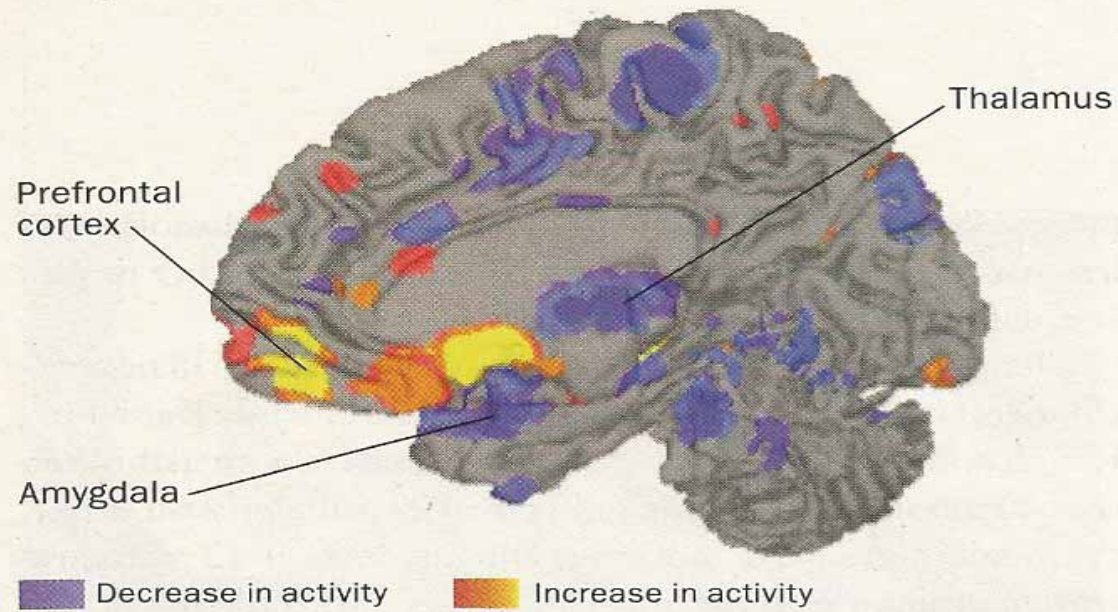 Thalamus
Prefrontal
cortex
Amygdala
Decrease in activity
Increase in activity